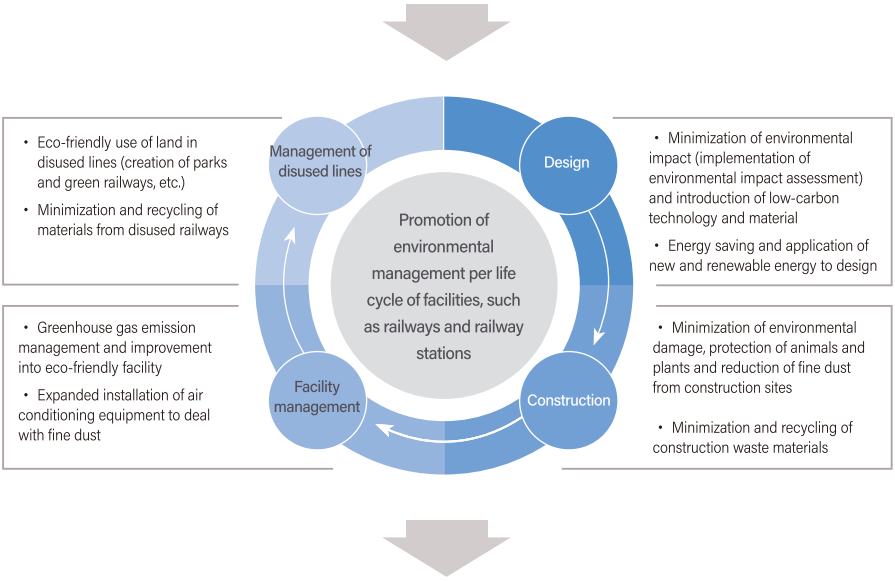 Management of
disused lines
• Eco-friendly use of land in
disused lines (creation of parks
and green railways, etc.)
• Minimization and recycling of
materials from disused railways
Design
• Minimization of environmental
impact (implementation of
environmental impact assessment)
and introduction of low-carbon
technology and material
• Energy saving and application of
new and renewable energy to design
Promotion of
environmental
management per life
cycle of facilities, such
as railways and railway
stations
Facility
management
• Greenhouse gas emission
management and improvement
into eco-friendly facility
• Expanded installation of air
conditioning equipment to deal
with fine dust
Construction
• Minimization of environmental
damage, protection of animals and
plants and reduction of fine dust
from construction sites
• Minimization and recycling of
construction waste materials